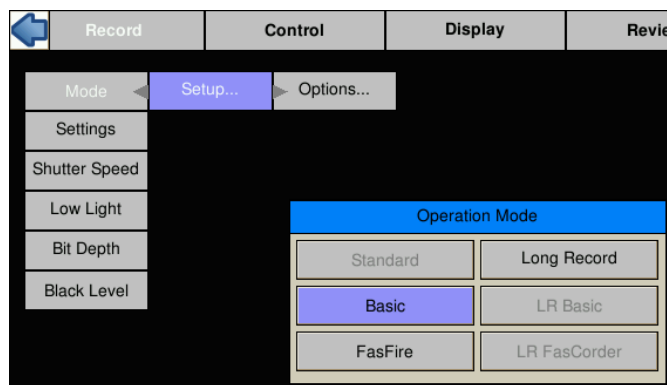 Record Control Display Revie
Mode Setup... Options...
Settings
Shutter Speed
Low Light
Bit Depth
Black Level
Operation Mode
Standard Long Record
Basic LR Basic
FasFire LR FasCorder